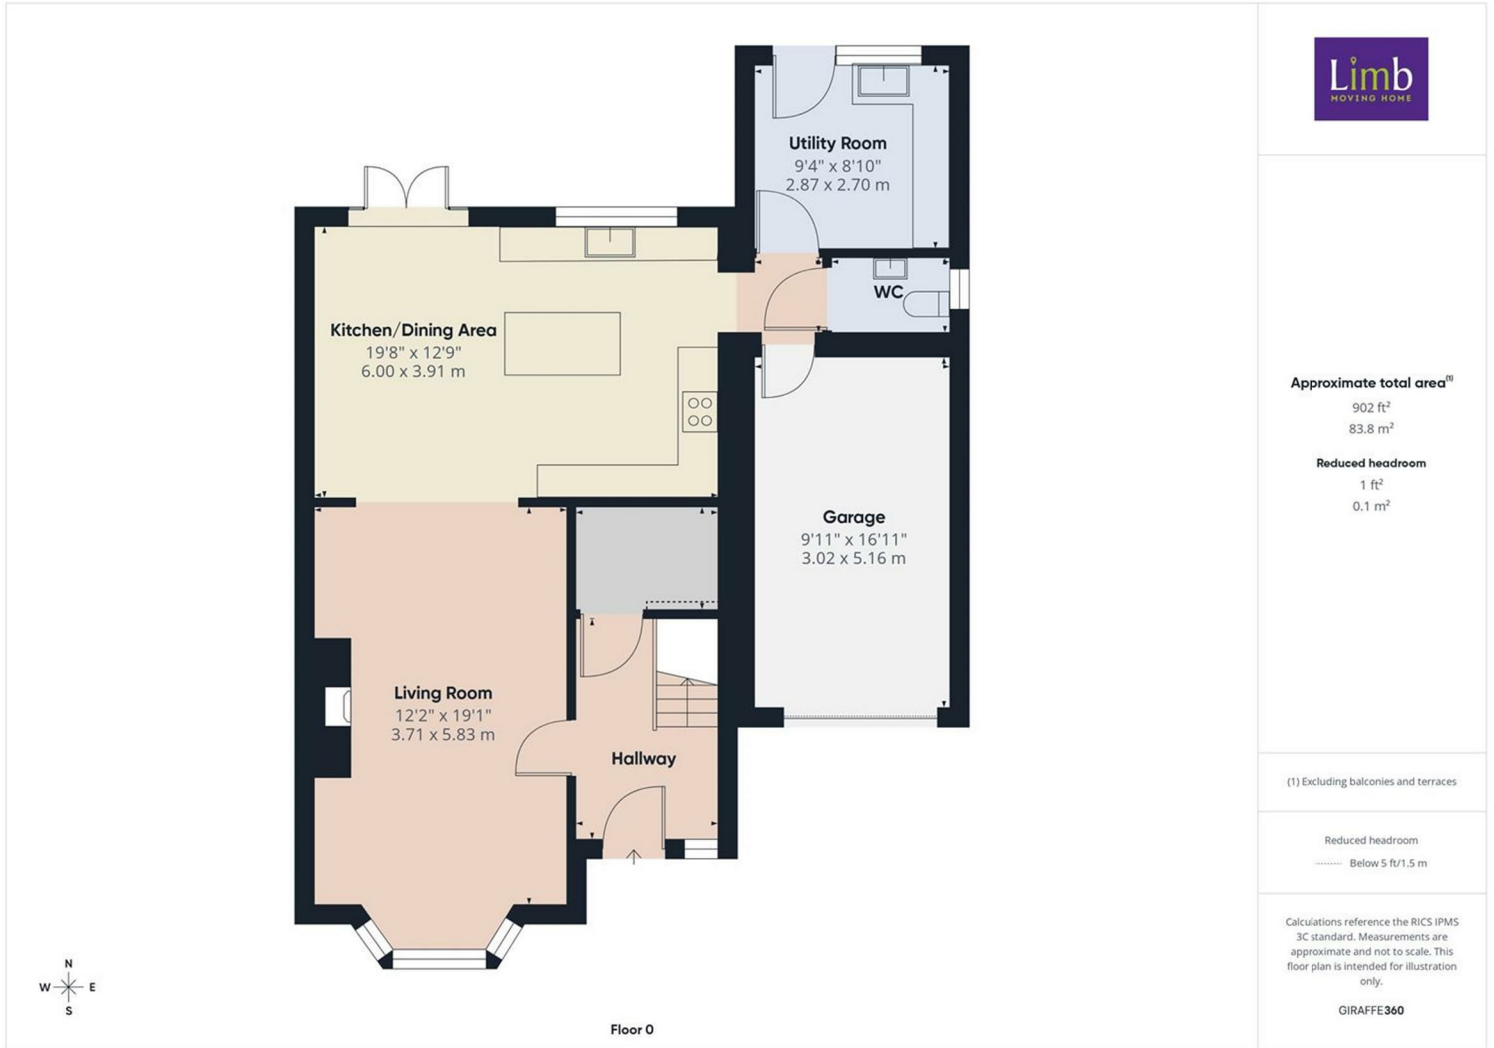 Utility Room
9'4" x 8'10"
2.87 x 2.70 m
WC
Kitchen/Dining Area
19'8" x 12'9"
6.00 x 3.91 m
Garage
9'11" x 16'11"
3.02 x 5.16 m
Living Room
12'2" x 19'1"
3.71 x 5.83 m
Hallway
N
W E
S
Floor 0
Limb
MOVING HOME
Approximate total area(1)
902 ft²
83.8 m²
Reduced headroom
1 ft²
0.1 m²
(1) Excluding balconies and terraces
Reduced headroom
Below 5 ft/1.5 m
Calculations reference the RICS IPMS
3C standard. Measurements are
approximate and not to scale. This
floor plan is intended for illustration
only.
GIRAFFE360